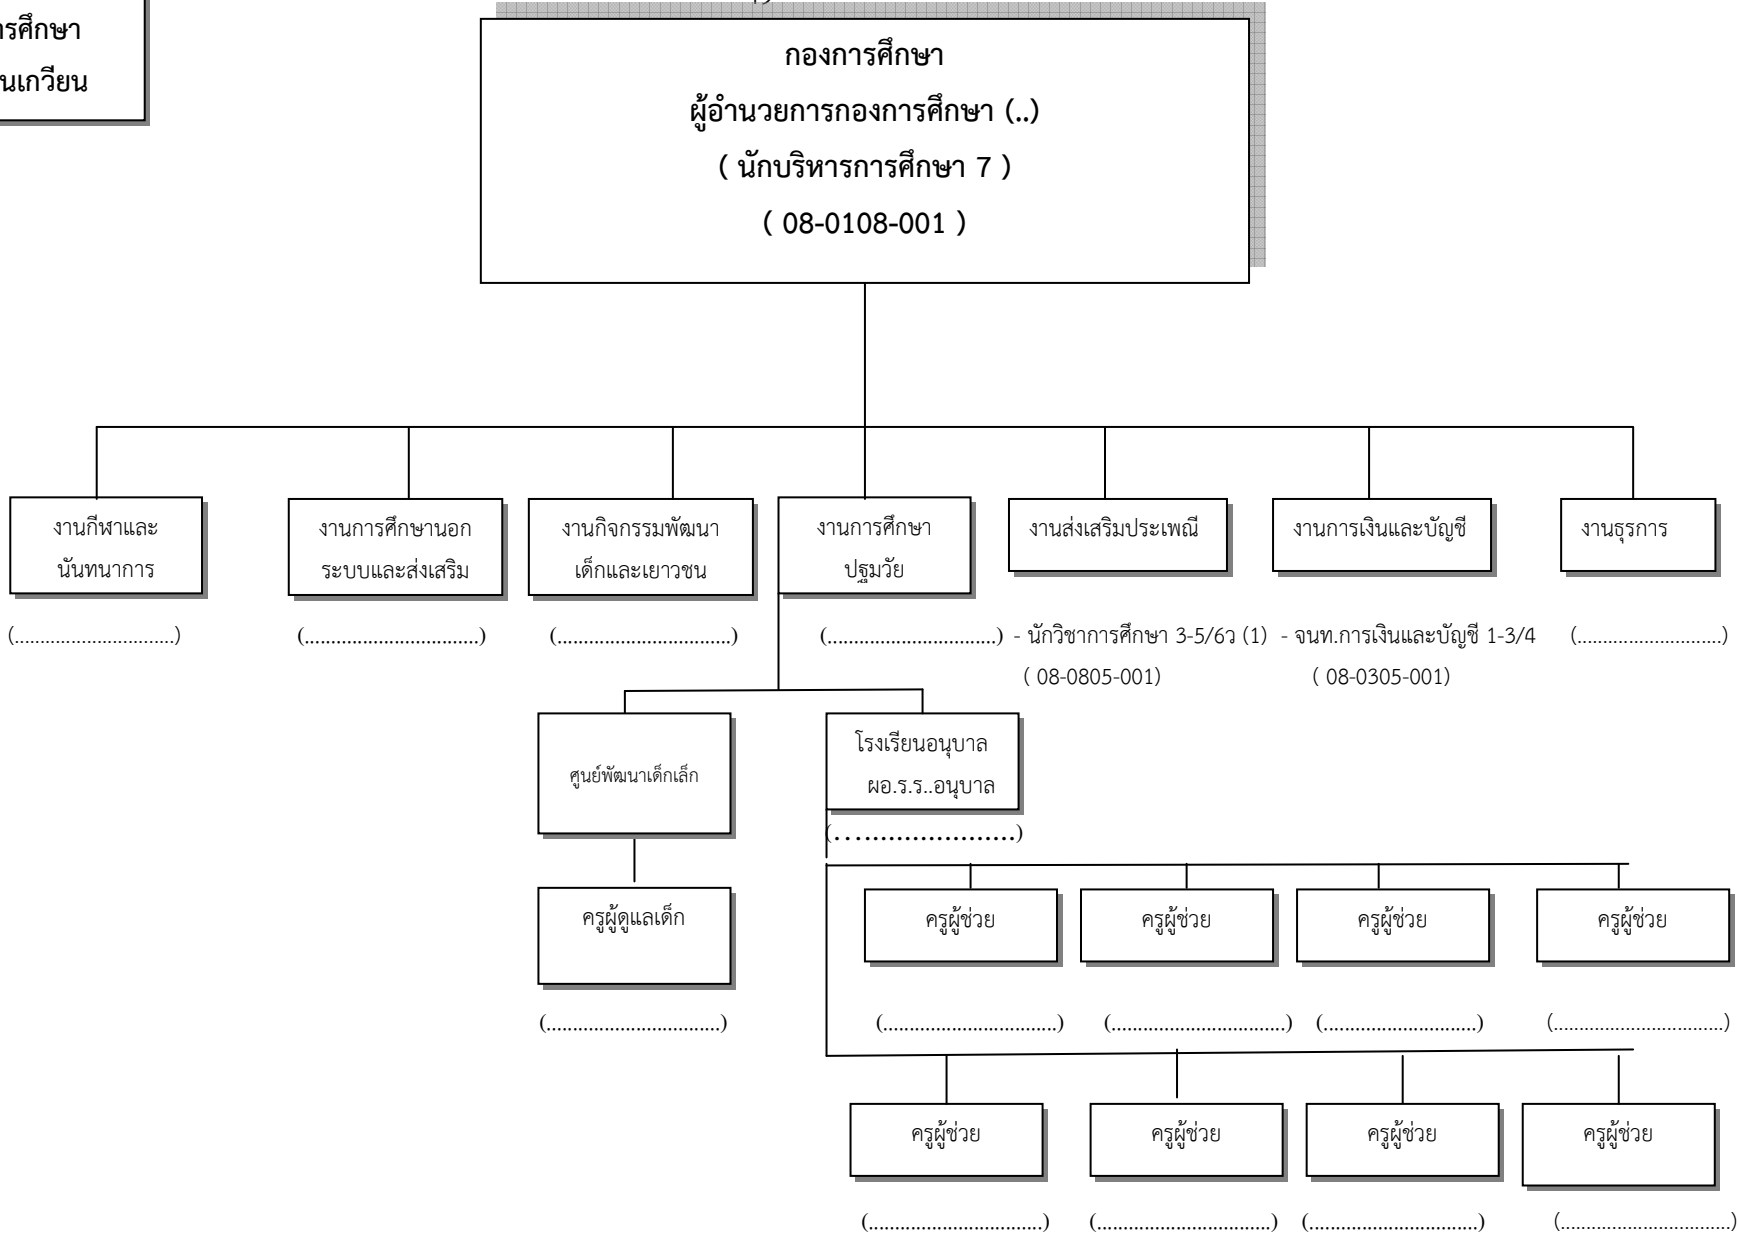 ารศึกษา
นเกวียน
กองการศึกษา
ผู้อำนวยการกองการศึกษา (..)
( นักบริหารการศึกษา 7 )
( 08-0108-001 )
งานกีฬาและ
นันทนาการ
งานการศึกษานอก
ระบบและส่งเสริม
งานกิจกรรมพัฒนา
เด็กและเยาวชน
งานการศึกษา
ปฐมวัย
งานส่งเสริมประเพณี
งานการเงินและบัญชี
งานธุรการ
(..............................)
(.................................)
(.................................)
(.................................)
- นักวิชาการศึกษา 3-5/6ว (1)
( 08-0805-001)
- จนท.การเงินและบัญชี 1-3/4
( 08-0305-001)
(...........................)
ศูนย์พัฒนาเด็กเล็ก
โรงเรียนอนุบาล
ผอ.ร.ร..อนุบาล
(......................)
ครูผู้ดูแลเด็ก
(.................................)
ครูผู้ช่วย
ครูผู้ช่วย
ครูผู้ช่วย
ครูผู้ช่วย
(.................................)
(.................................)
(..............................)
(...............................)
ครูผู้ช่วย
ครูผู้ช่วย
ครูผู้ช่วย
ครูผู้ช่วย
(.................................)
(.................................)
(.................................)
(...............................)